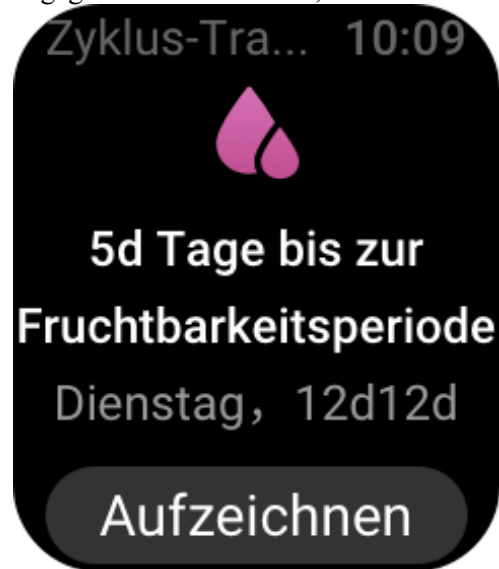 Zyklus-Tra... 10:09
5d Tage bis zur
Fruchtbarkeitsperiode
Dienstag，12d12d
Aufzeichnen